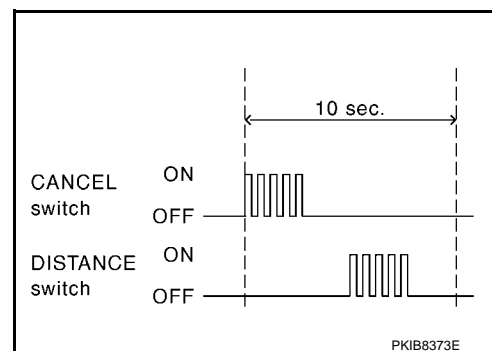 10 sec.
CANCEL
switch
ON
OFF
DISTANCE
switch
ON
OFF
PKIB8373E